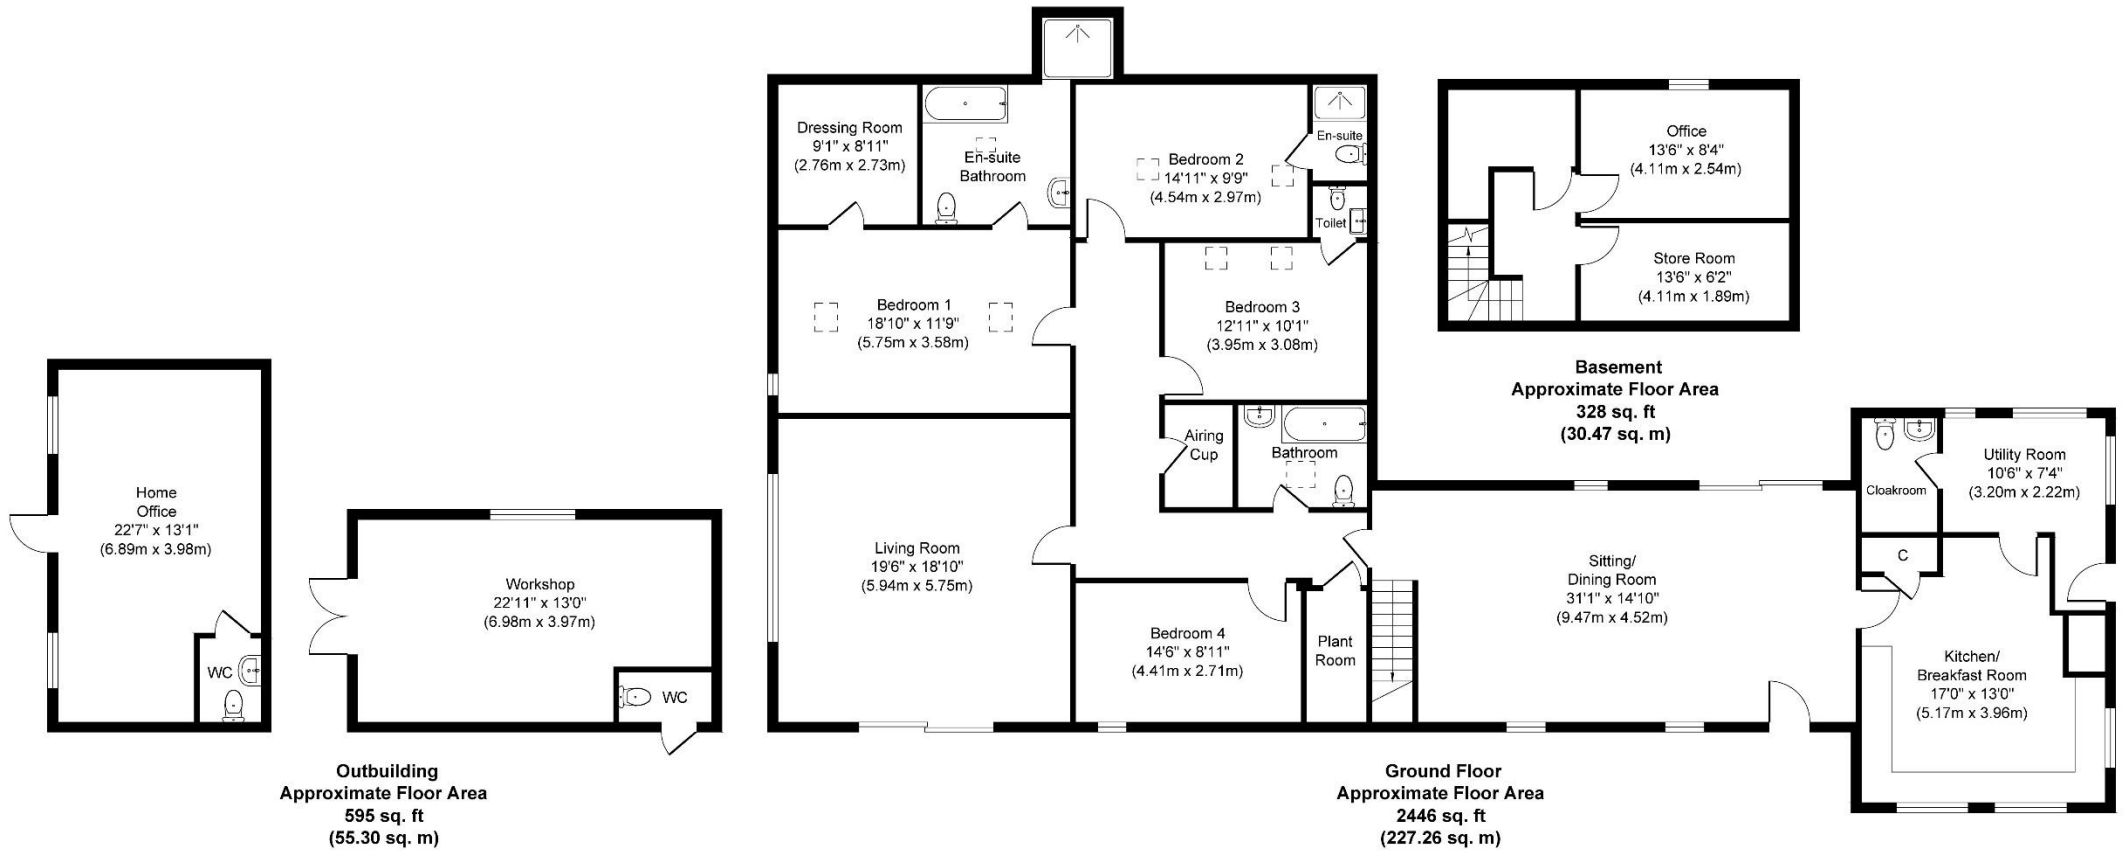 Dressing Room
9'1" x 8'11"
(2.76m x 2.73m)
En-suite
Bathroom
Bedroom 2
14'11" x 9'9"
(4.54m x 2.97m)
En-suite
Toilet
Bedroom 1
18'10" x 11'9"
(5.75m x 3.58m)
Bedroom 3
12'11" x 10'1"
(3.95m x 3.08m)
Airing
Cup
Bathroom
Living Room
19'6" x 18'10"
(5.94m x 5.75m)
Bedroom 4
14'6" x 8'11"
(4.41m x 2.71m)
Plant
Room
Sitting/
Dining Room
31'1" x 14'10"
(9.47m x 4.52m)
Cloakroom
Utility Room
10'6" x 7'4"
(3.20m x 2.22m)
C
Kitchen/
Breakfast Room
17'0" x 13'0"
(5.17m x 3.96m)
Ground Floor
Approximate Floor Area
2446 sq. ft
(227.26 sq. m)
Office
13'6" x 8'4"
(4.11m x 2.54m)
Store Room
13'6" x 6'2"
(4.11m x 1.89m)
Basement
Approximate Floor Area
328 sq. ft
(30.47 sq. m)
Home
Office
22'7" x 13'1"
(6.89m x 3.98m)
WC
Workshop
22'11" x 13'0"
(6.98m x 3.97m)
WC
Outbuilding
Approximate Floor Area
595 sq. ft
(55.30 sq. m)